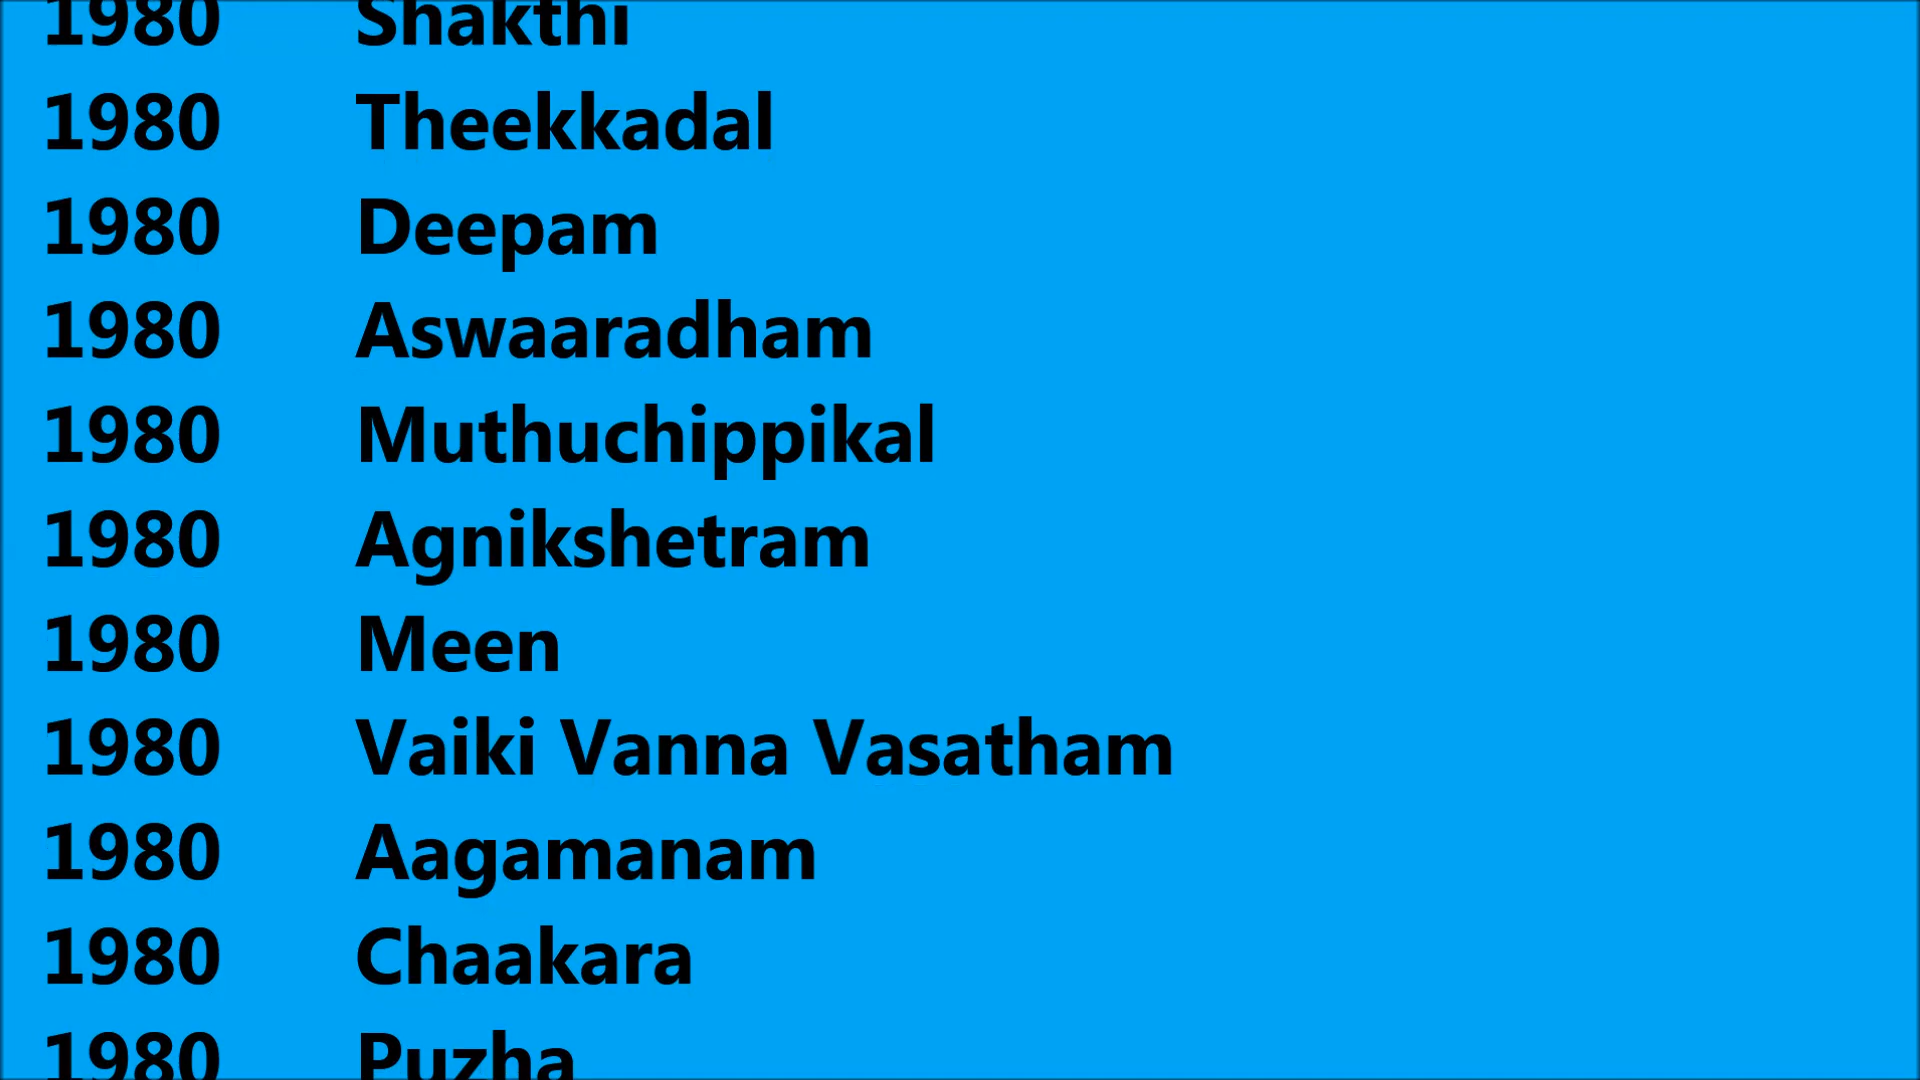 1980 Shakthi
1980 Theekkadal
1980 Deepam
1980 Aswaaradham
1980 Muthuchippikal
1980 Agnikshetram
1980 Meen
1980 Vaiki Vanna Vasatham
1980 Aagamanam
1980 Chaakara
1980 Puzha